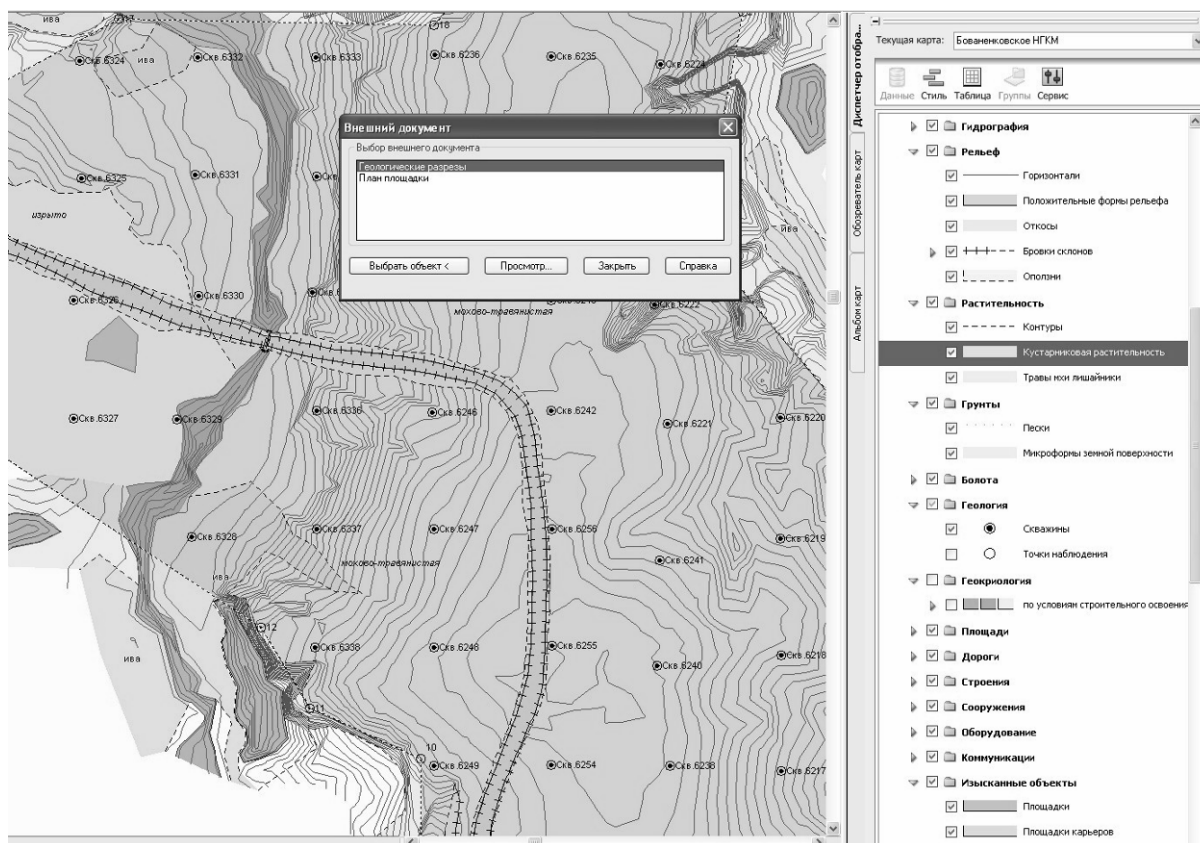 18
Скв.6324
ива
Скв.6332
Скв.6333
Скв.6236
Скв.6235
Скв.6224
Внешний документ
Выбор внешнего документа
Геологические разрезы
План площадки
Выбрать объект <
Просмотр...
Закрыть
Справка
Скв.6325
Скв.6331
изрыто
ива
Скв.6326
Скв.6330
Скв.6222
мохово-травянистая
Скв.6327
Скв.6329
Скв.6336
Скв.6246
Скв.6242
Скв.6221
Скв.6220
Скв.6328
Скв.6337
Скв.6247
Скв.6256
Скв.6219
мохово-травянистая
Скв.6241
ива
12
ива
Скв.6338
Скв.6248
Скв.6255
Скв.6240
Скв.6218
11
10
Скв.6249
Скв.6254
Скв.6238
Скв.6217
Диспетчер отобра...
Обозреватель карт
Альбом карт
Текущая карта: Бованенковское НГКМ
Данные Стиль Таблица Группы Сервис
Гидрография
Рельеф
Горизонтали
Положительные формы рельефа
Откосы
Бровки склонов
Оползни
Растительность
Контуры
Кустарниковая растительность
Травы мхи лишайники
Грунты
Пески
Микроформы земной поверхности
Болота
Геология
Скважины
Точки наблюдения
Геокриология
по условиям строительного освоения
Площади
Дороги
Строения
Сооружения
Оборудование
Коммуникации
Изысканные объекты
Площадки
Площадки карьеров